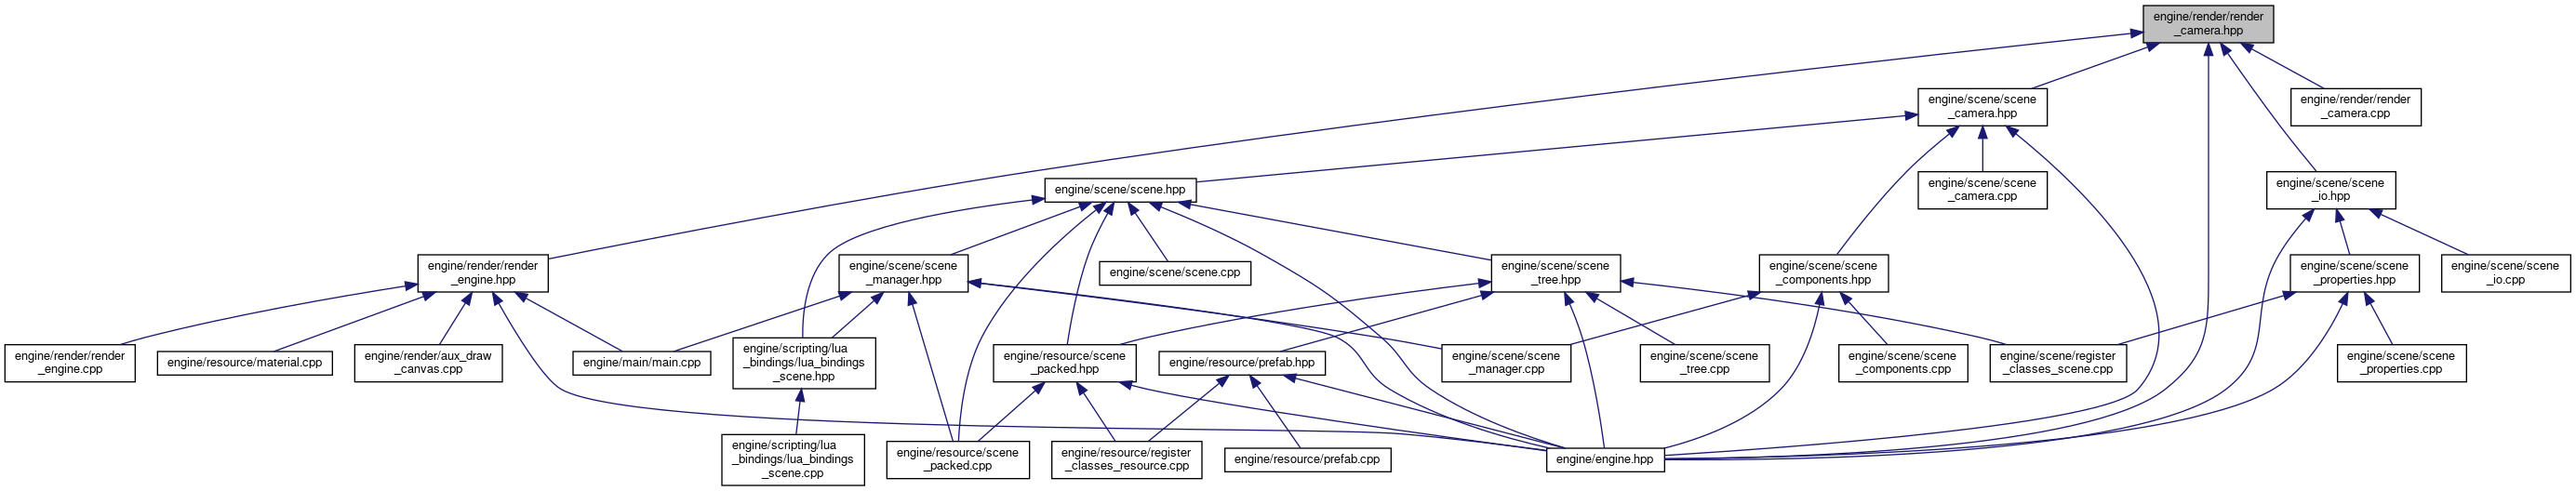 engine/render/render
_camera.hpp
engine/scene/scene
_camera.hpp
engine/render/render
_camera.cpp
engine/scene/scene.hpp
engine/scene/scene
_camera.cpp
engine/scene/scene
_io.hpp
engine/render/render
_engine.hpp
engine/scene/scene
_manager.hpp
engine/scene/scene.cpp
engine/scene/scene
_tree.hpp
engine/scene/scene
_components.hpp
engine/scene/scene
_properties.hpp
engine/scene/scene
_io.cpp
engine/render/render
_engine.cpp
engine/resource/material.cpp
engine/render/aux_draw
_canvas.cpp
engine/main/main.cpp
engine/scripting/lua
_bindings/lua_bindings
_scene.hpp
engine/resource/scene
_packed.hpp
engine/resource/prefab.hpp
engine/scene/scene
_manager.cpp
engine/scene/scene
_tree.cpp
engine/scene/scene
_components.cpp
engine/scene/register
_classes_scene.cpp
engine/scene/scene
_properties.cpp
engine/scripting/lua
_bindings/lua_bindings
_scene.cpp
engine/resource/scene
_packed.cpp
engine/resource/register
_classes_resource.cpp
engine/resource/prefab.cpp
engine/engine.hpp